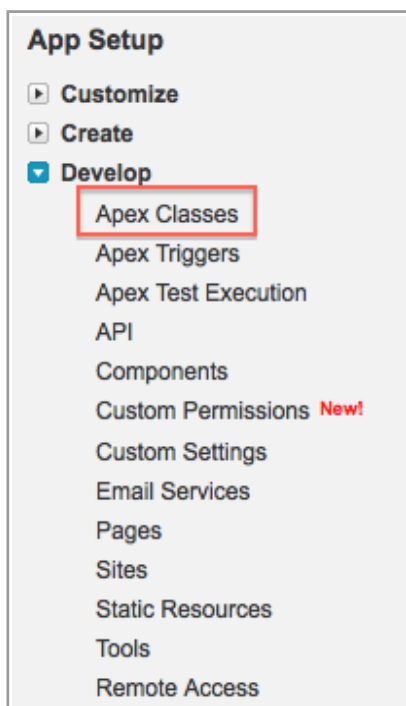 App Setup
Customize
Create
Develop
Apex Classes
Apex Triggers
Apex Test Execution
API
Components
Custom Permissions New!
Custom Settings
Email Services
Pages
Sites
Static Resources
Tools
Remote Access